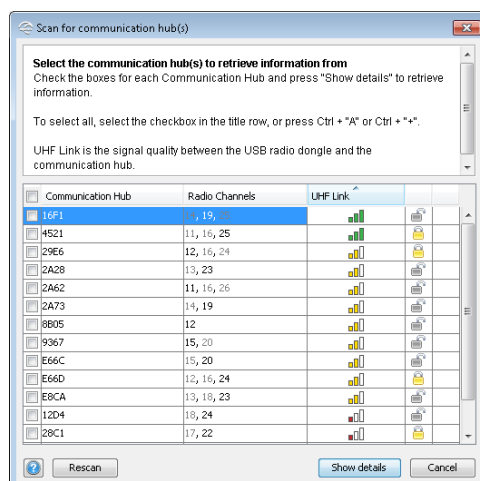 Scan for communication hub(s)
Select the communication hub(s) to retrieve information from
Check the boxes for each Communication Hub and press "Show details" to retrieve
information.
To select all, select the checkbox in the title row, or press Ctrl + "A" or Ctrl + "+".
UHF Link is the signal quality between the USB radio dongle and the
communication hub.
Communication Hub Radio Channels UHF Link
16F1 , 19,
4521 11, 16, 25
29E6 12, 16, 24
2A28 13, 23
2A62 11, 16, 26
2A73 14, 19
8B05 12
9367 15, 20
E66C 15, 20
E66D 12, 16, 24
E8CA 13, 18, 23
12D4 18, 24
28C1 17, 22
? Rescan Show details Cancel